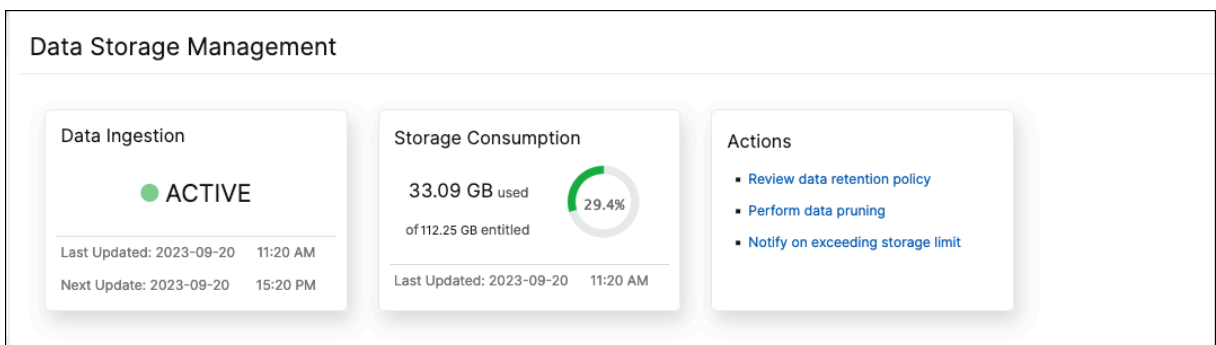 Data Storage Management
Data Ingestion
ACTIVE
Last Updated: 2023-09-20 11:20 AM
Next Update: 2023-09-20 15:20 PM
Storage Consumption
33.09 GB used
of 112.25 GB entitled
29.4%
Last Updated: 2023-09-20 11:20 AM
Actions
Review data retention policy
Perform data pruning
Notify on exceeding storage limit